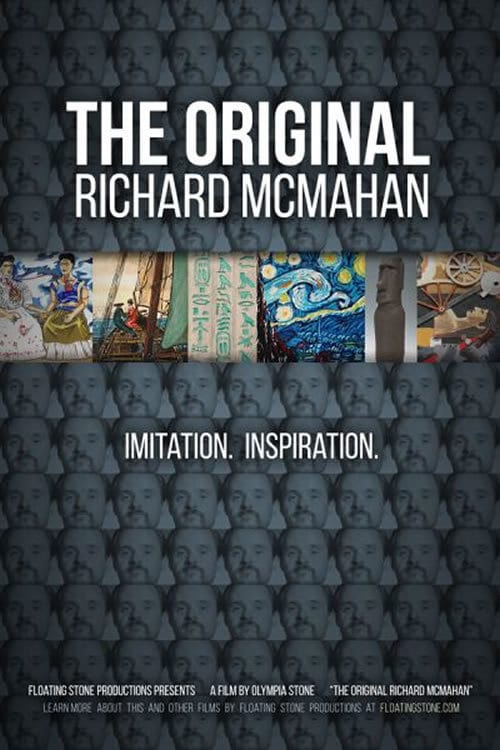 THE ORIGINAL
RICHARD MCMAHAN
IMITATION. INSPIRATION.
FLOATING STONE PRODUCTIONS PRESENTS A FILM BY OLYMPIA STONE "THE ORIGINAL RICHARD MCMAHAN"
LEARN MORE ABOUT THIS AND OTHER FILMS BY FLOATING STONE PRODUCTIONS AT FLOATINGSTONE.COM